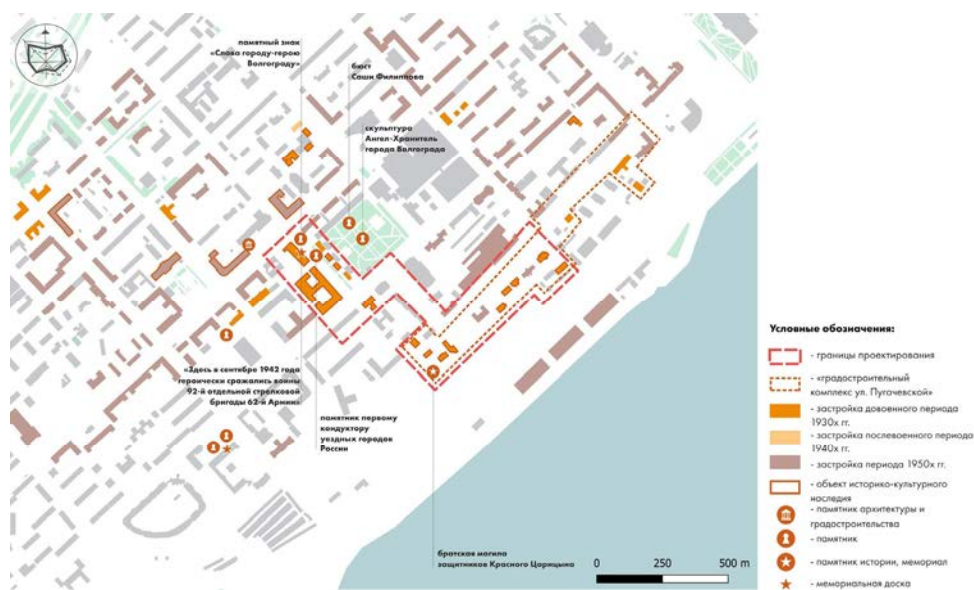 памятный знак
«Слава городу-герою
Волгограду»
бюст
Саши Филиппова
скульптура
Ангел-Хранитель
города Волгограда
«Здесь в сентябре 1942 года
героически сражались воины
92-й отдельной стрелковой
бригады 62-й Армии»
памятник первому
кондуктору
уездных городов
России
братская могила
защитников Красного Царицына
0 250 500 m
Условные обозначения:
- границы проектирования
- «градостроительный
комплекс ул. Пугачевской»
- застройка довоенного периода
1930х гг.
- застройка послевоенного периода
1940х гг.
- застройка периода 1950х гг.
- объект историко-культурного
наследия
- памятник архитектуры и
градостроительства
- памятник
- памятник истории, мемориал
- мемориальная доска